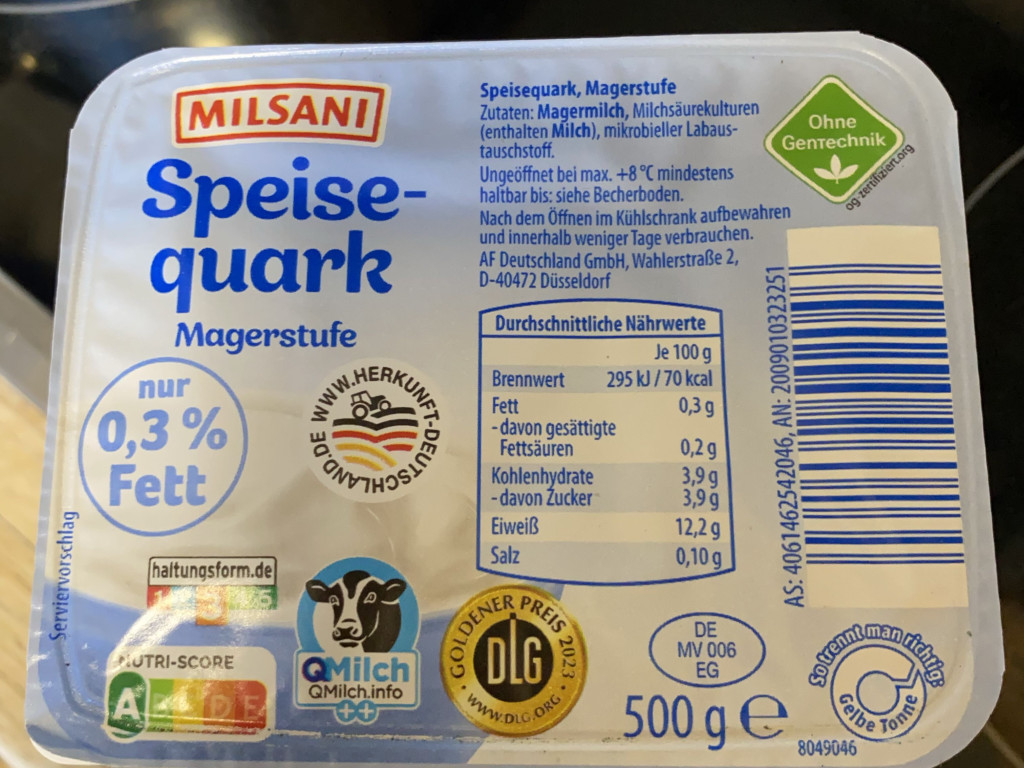 MILSANI
Speise-
quark
Magerstufe
nur
0,3 %
Fett
WWW.HERKUNFT-DEUTSCHLAND.DE
Serviervorschlag
haltungsform.de
NUTRI-SCORE
A
D E
QMilch
QMilch.info
++
GOLDENER PREIS 2023
DLG
WWW.DLG.ORG
Speisequark, Magerstufe
Zutaten: Magermilch, Milchsäurekulturen
(enthalten Milch), mikrobieller Labaus-
tauschstoff.
Ungeöffnet bei max. +8 °C mindestens
haltbar bis: siehe Becherboden.
Nach dem Öffnen im Kühlschrank aufbewahren
und innerhalb weniger Tage verbrauchen.
AF Deutschland GmbH, Wahlerstraße 2,
D-40472 Düsseldorf
Durchschnittliche Nährwerte
Je 100 g
Brennwert 295 kJ / 70 kcal
Fett 0,3 g
- davon gesättigte
Fettsäuren 0,2 g
Kohlenhydrate 3,9 g
- davon Zucker 3,9 g
Eiweiß 12,2 g
Salz 0,10 g
DE
MV 006
EG
500 g e
8049046
Ohne
GenTechnik
og-zertifiziert.org
AS: 4061462542046, AN: 2009010323251
So trennt man richtig:
Gelbe Tonne